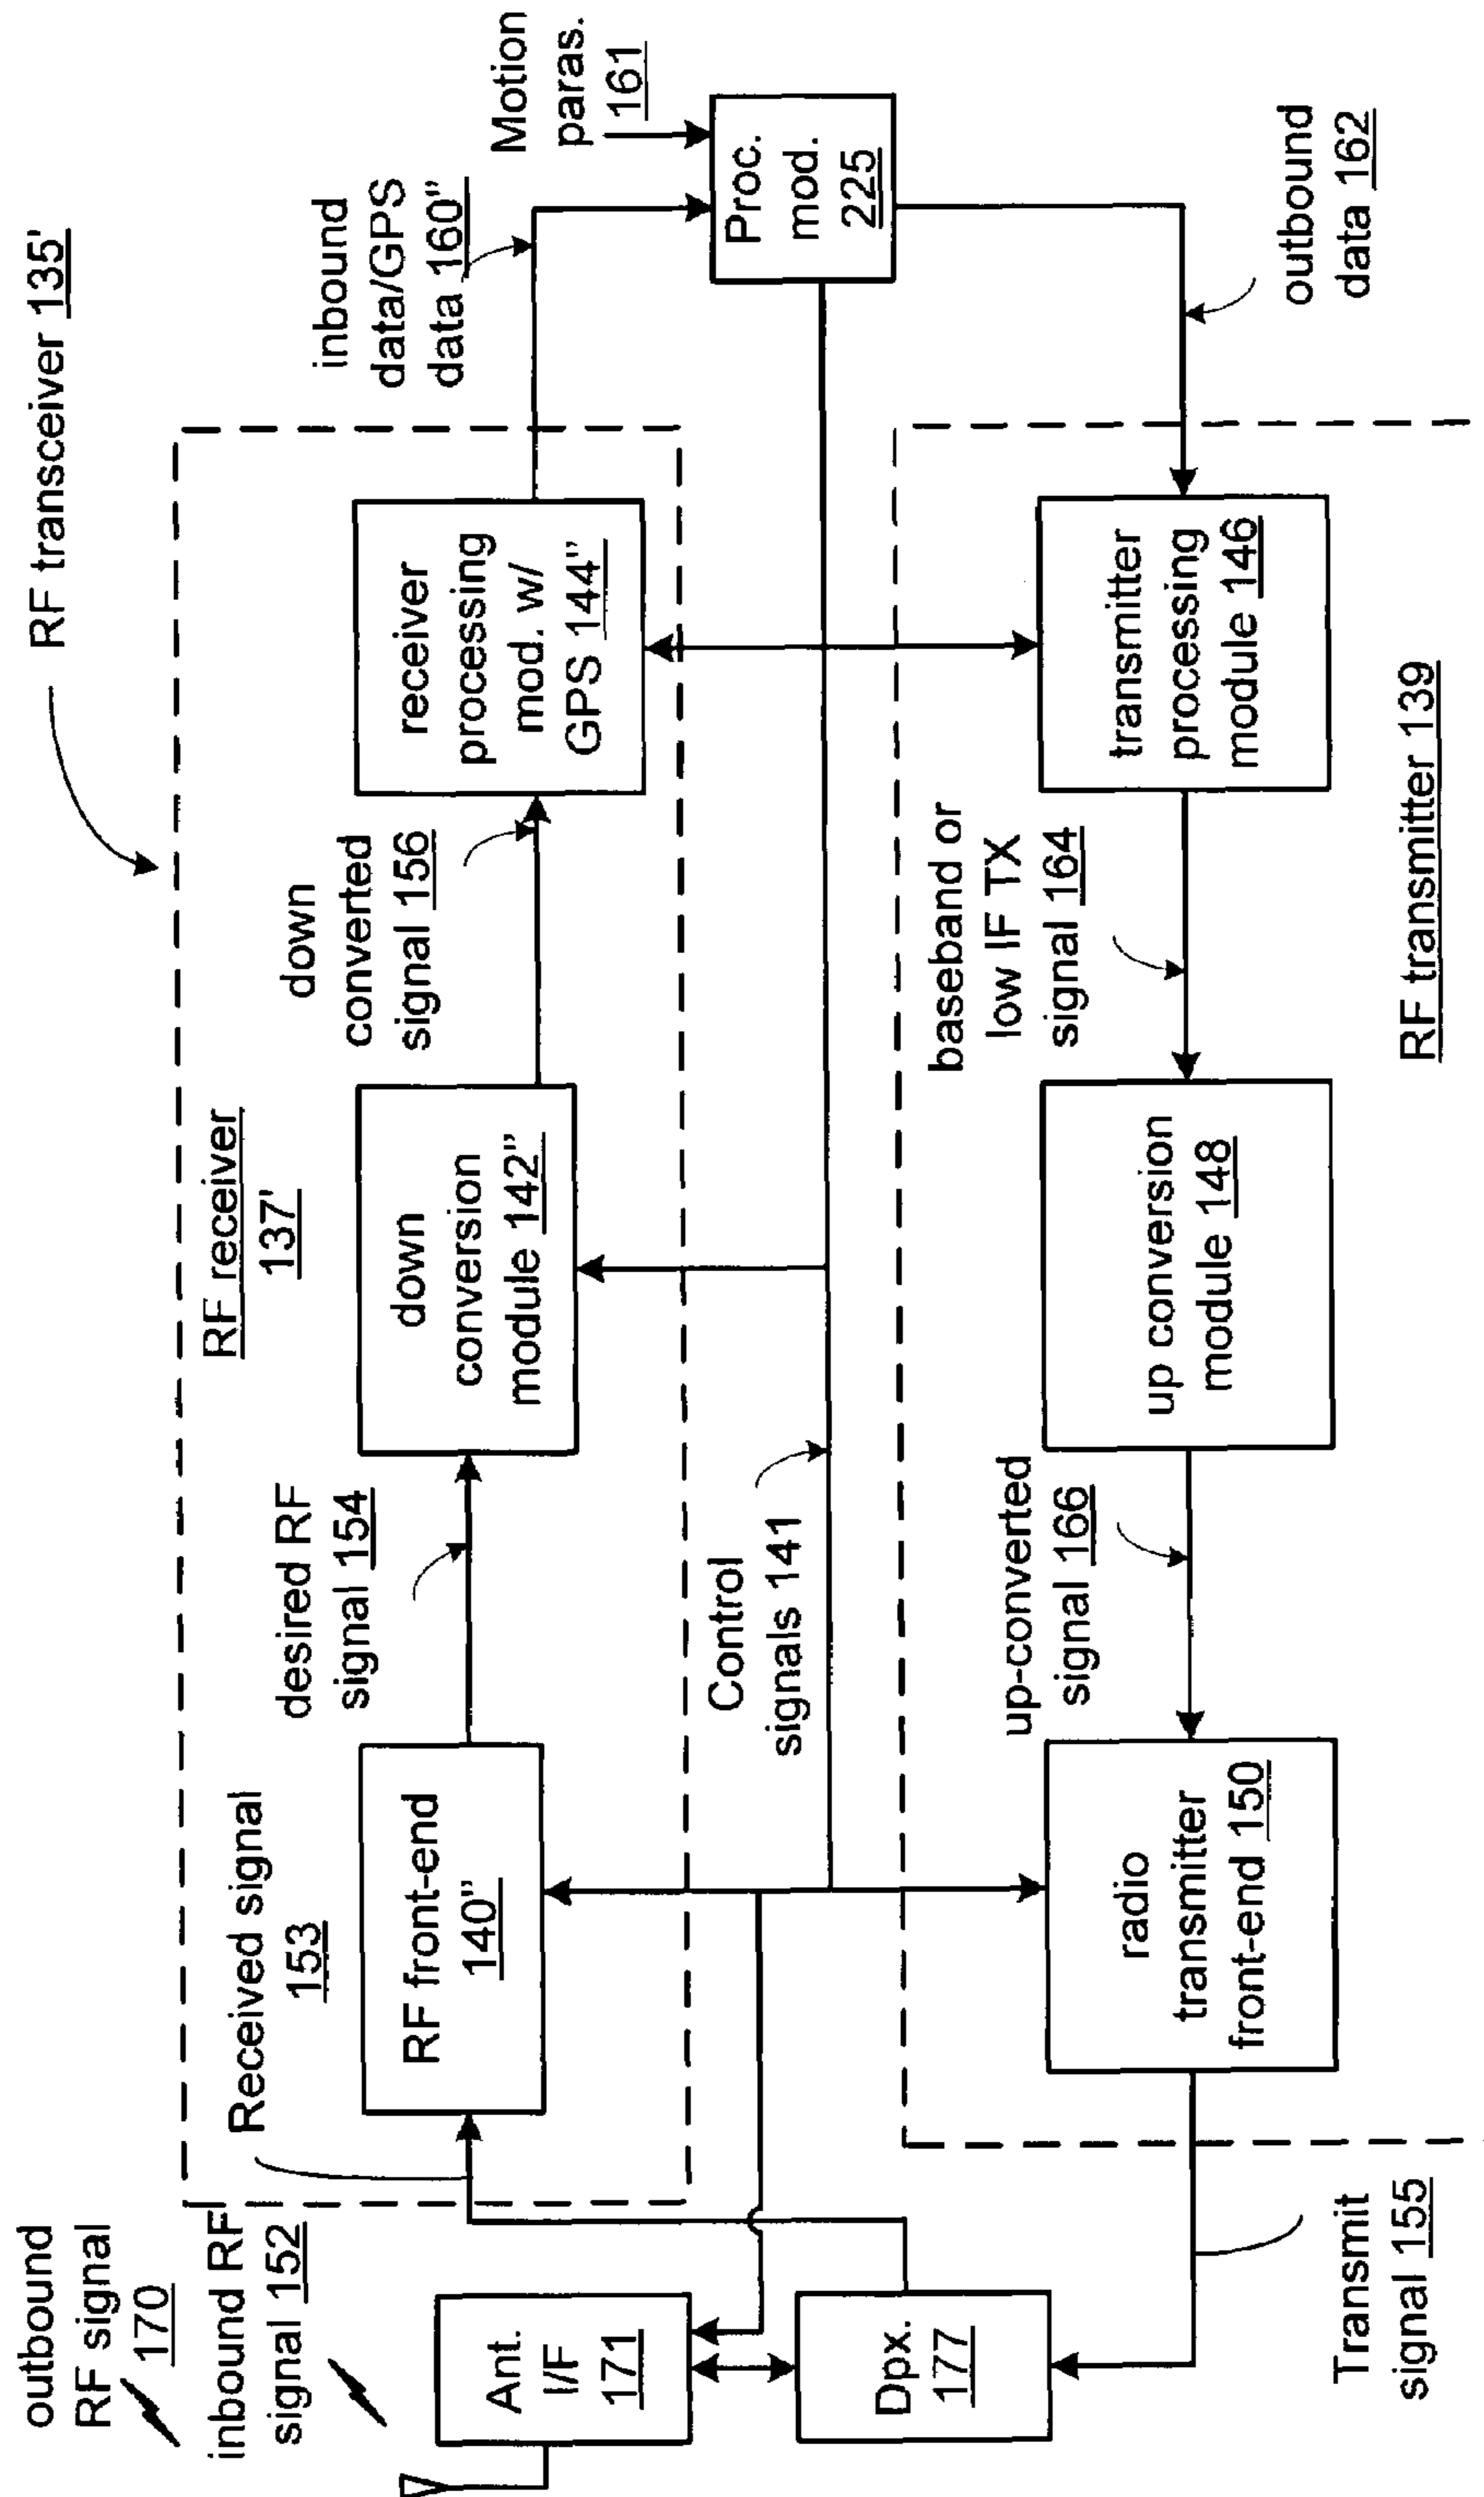 RF transceiver 135'
outbound
RF signal
170
inbound RF
signal 152
Received signal
153
desired RF
signal 154
RF receiver
137'
down
converted
signal 156
inbound
data/GPS
data 160"
Motion
paras.
161
Ant.
I/F
171
RF front-end
140"
down
conversion
module 142"
receiver
processing
mod. w/
GPS 144"
Proc.
mod.
225
Control
signals 141
Dpx.
177
up-converted
signal 166
baseband or
low IF TX
signal 164
radio
transmitter
front-end 150
up conversion
module 148
transmitter
processing
module 146
outbound
data 162
Transmit
signal 155
RF transmitter 139